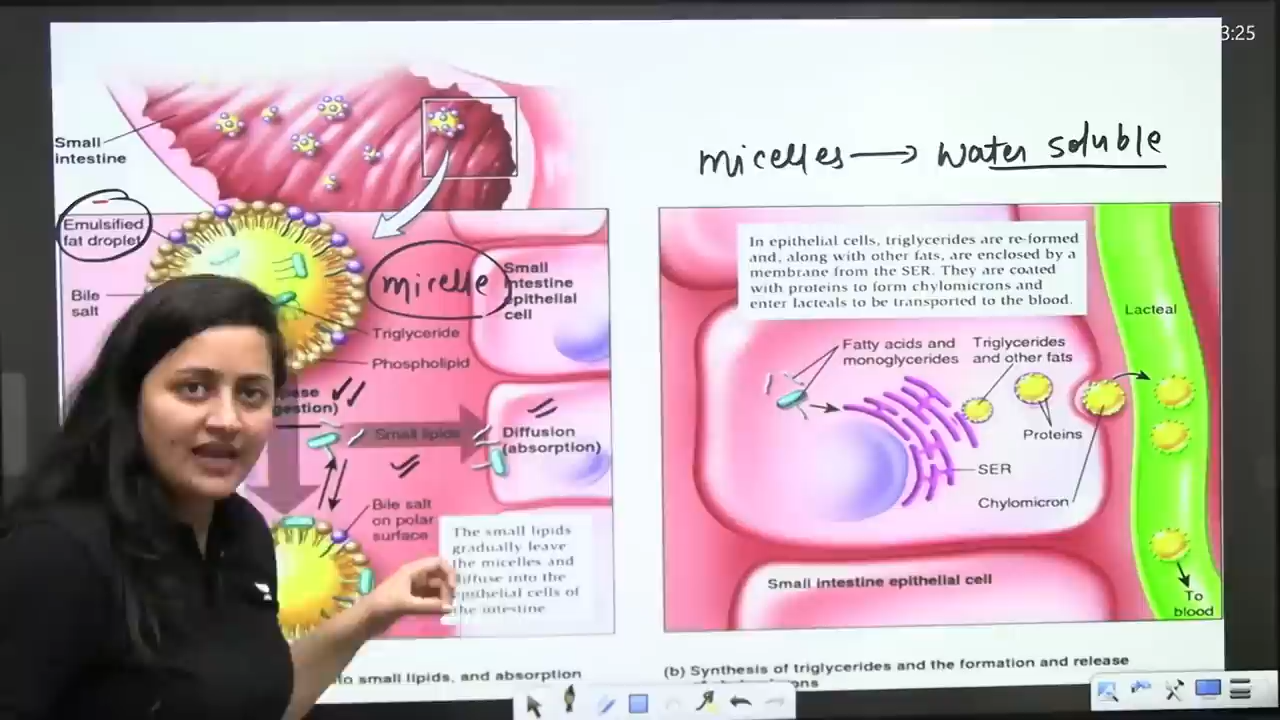 3:25
Small
intestine
micelles → water soluble
Emulsified
fat droplet
Bile
salt
micelle
Small
intestine
epithelial
cell
Triglyceride
Phospholipid
Small lipids
Diffusion
(absorption)
Bile salt
on polar
surface
The small lipids
gradually leave
the micelles and
diffuse into the
epithelial cells of
the intestine
to small lipids, and absorption
In epithelial cells, triglycerides are re-formed
and, along with other fats, are enclosed by a
membrane from the SER. They are coated
with proteins to form chylomicrons and
enter lacteals to be transported to the blood.
Lacteal
Fatty acids and
monoglycerides
Triglycerides
and other fats
Proteins
SER
Chylomicron
Small intestine epithelial cell
To
blood
(b) Synthesis of triglycerides and the formation and release